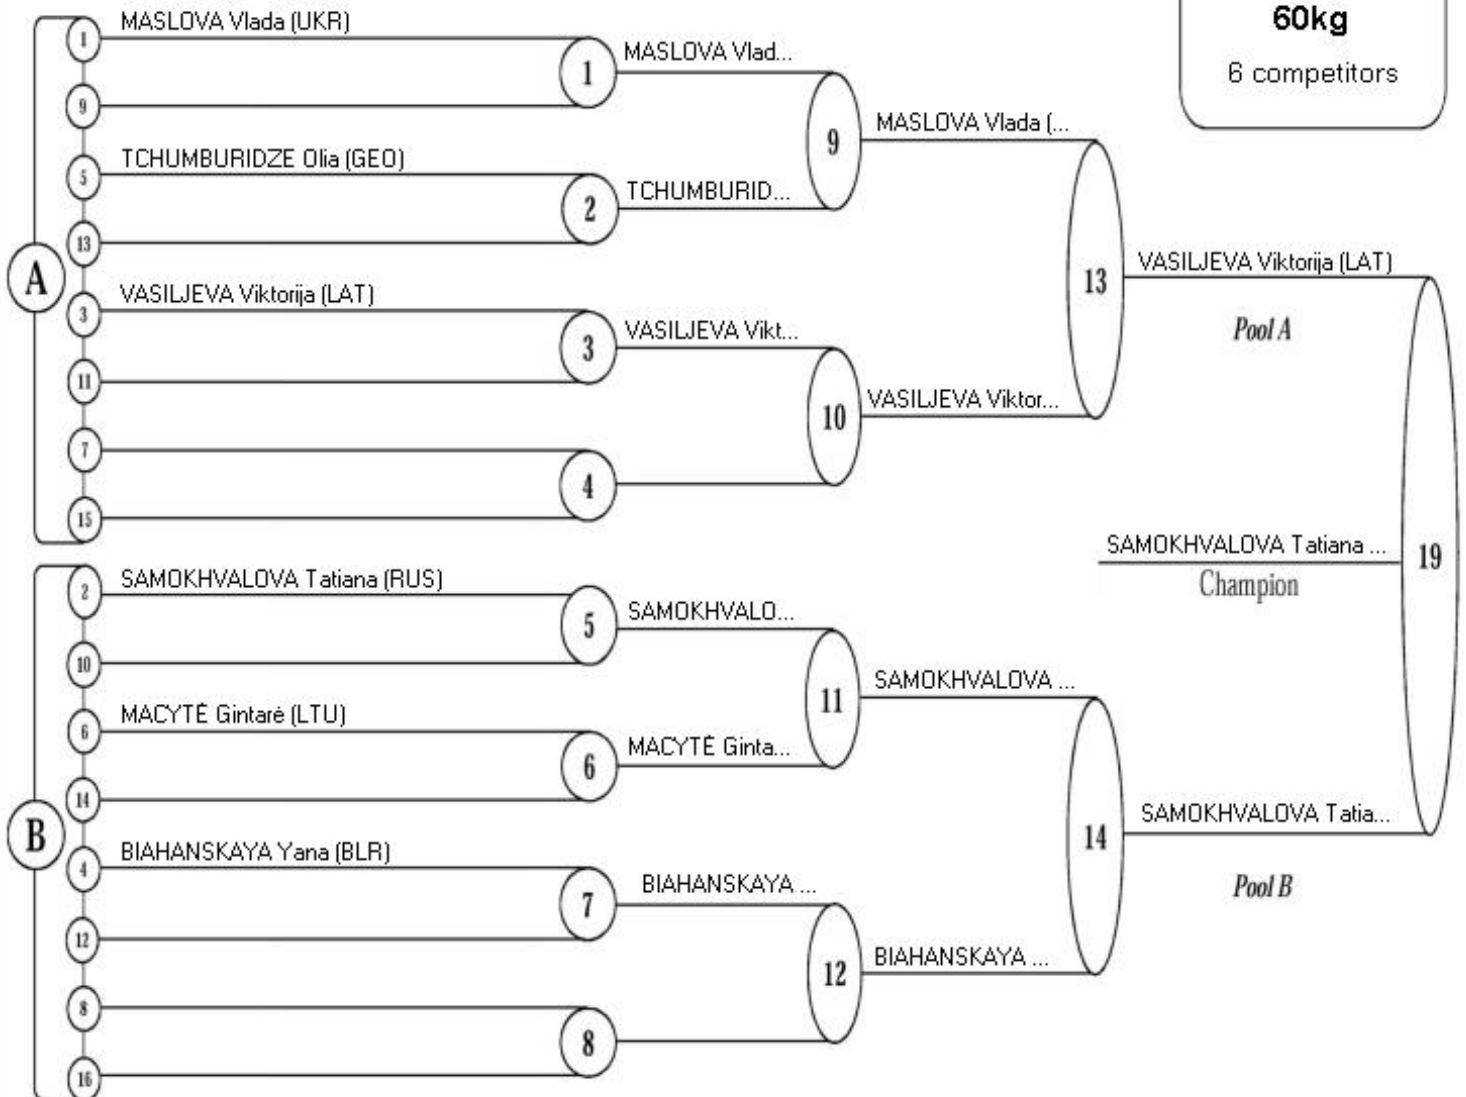 60kg
6 competitors
A
1
MASLOVA Vlada (UKR)
9
5
TCHUMBURIDZE Olia (GEO)
13
3
VASILJEVA Viktorija (LAT)
11
7
15
1
MASLOVA Vlad...
2
TCHUMBURID...
3
VASILJEVA Vikt...
4
9
MASLOVA Vlada (...
10
VASILJEVA Viktor...
13
VASILJEVA Viktorija (LAT)
Pool A
B
2
SAMOKHVALOVA Tatiana (RUS)
10
6
MACYTĖ Gintarė (LTU)
14
4
BIAHANSKAYA Yana (BLR)
12
8
16
5
SAMOKHVALO...
6
MACYTĖ Ginta...
7
BIAHANSKAYA ...
8
11
SAMOKHVALOVA ...
12
BIAHANSKAYA ...
14
SAMOKHVALOVA Tatia...
Pool B
SAMOKHVALOVA Tatiana ...
Champion
19